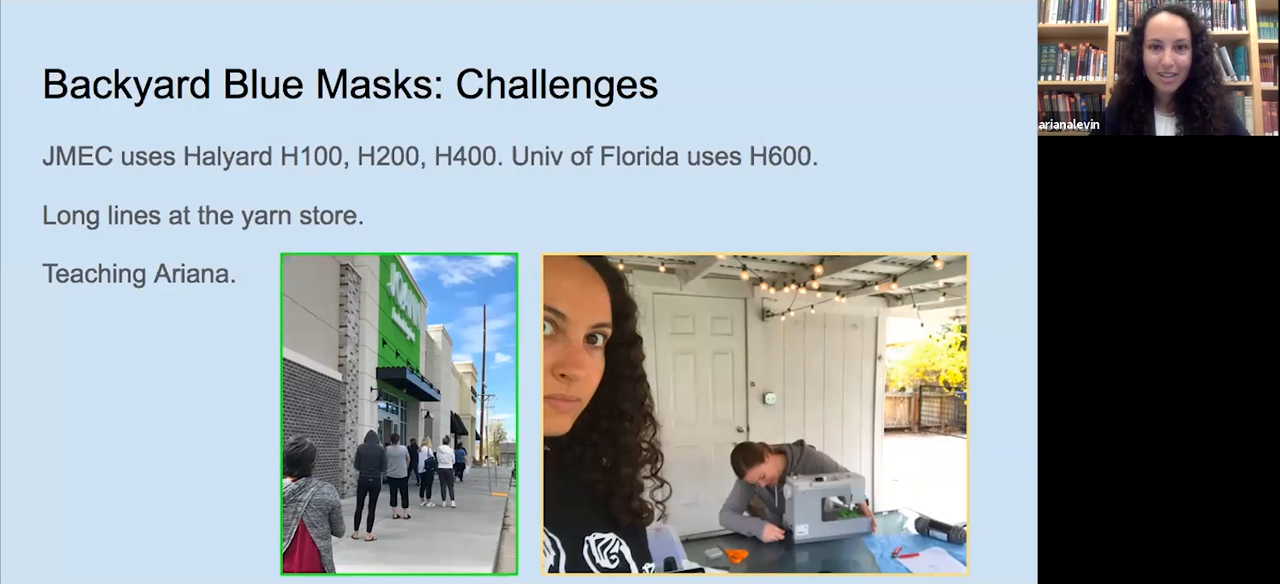 Backyard Blue Masks: Challenges
JMEC uses Halyard H100, H200, H400. Univ of Florida uses H600.
Long lines at the yarn store.
Teaching Ariana.
JOANN
arianalevin